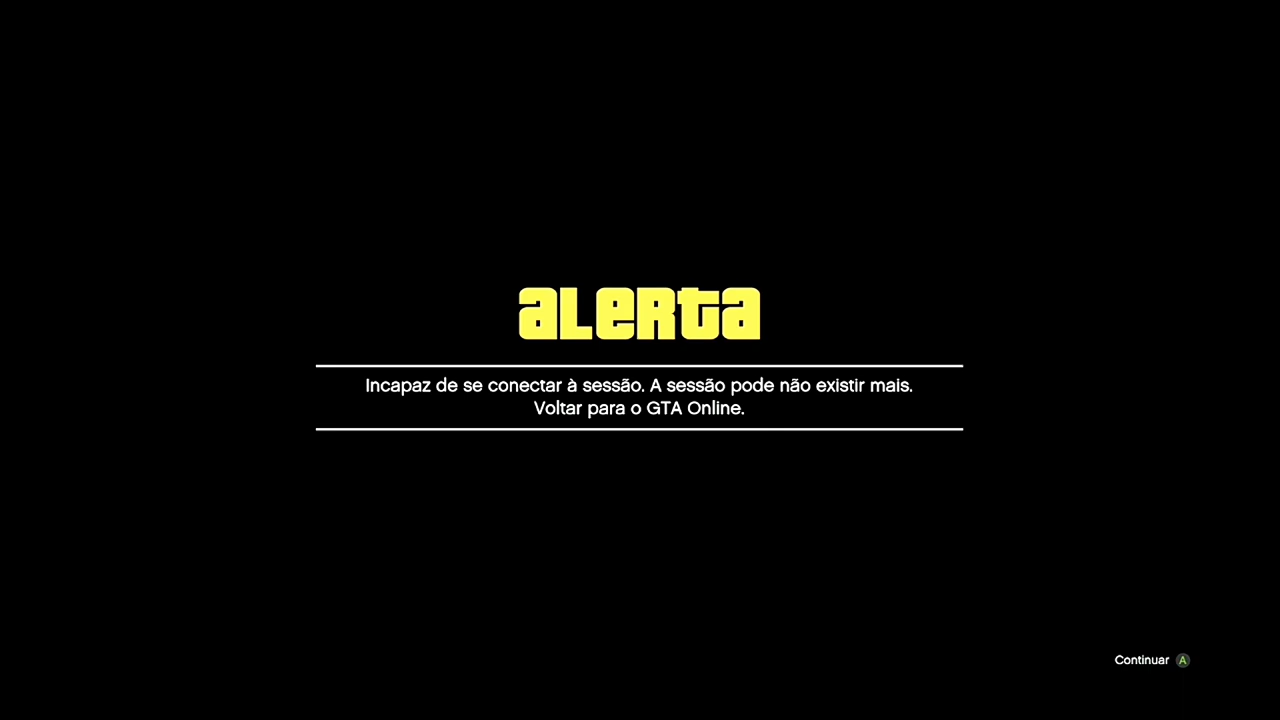 alerta
Incapaz de se conectar à sessão. A sessão pode não existir mais.
Voltar para o GTA Online.
Continuar A